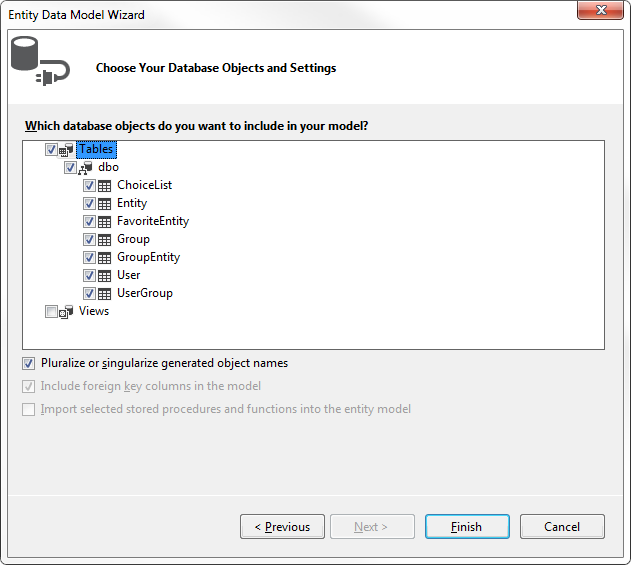 Entity Data Model Wizard
Choose Your Database Objects and Settings
Which database objects do you want to include in your model?
Tables
dbo
ChoiceList
Entity
FavoriteEntity
Group
GroupEntity
User
UserGroup
Views
Pluralize or singularize generated object names
Include foreign key columns in the model
Import selected stored procedures and functions into the entity model
< Previous
Next >
Finish
Cancel